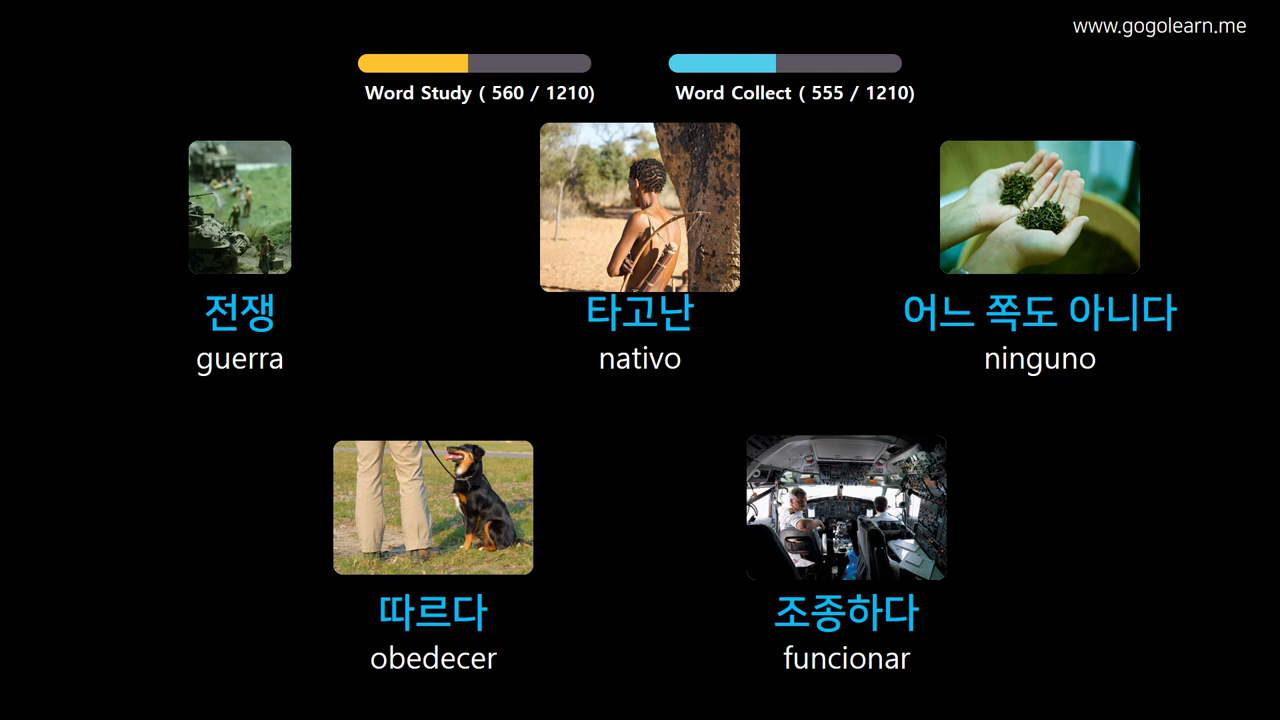 www.gogolearn.me
Word Study ( 560 / 1210)
Word Collect ( 555 / 1210)
전쟁
guerra
타고난
nativo
어느 쪽도 아니다
ninguno
따르다
obedecer
조종하다
funcionar